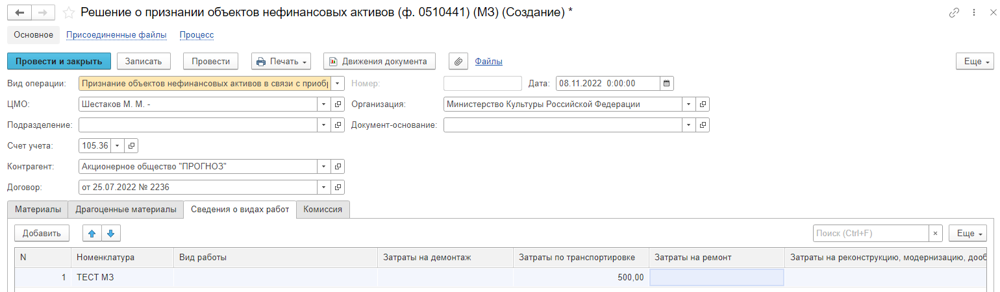 Решение о признании объектов нефинансовых активов (ф. 0510441) (МЗ) (Создание) *
Основное Присоединенные файлы Процесс
Провести и закрыть Записать Провести Печать Движения документа Файлы Еще
Вид операции: Признание объектов нефинансовых активов в связи с приоб Номер: Дата: 08.11.2022 0:00:00
ЦМО: Шестаков М. М. - Организация: Министерство Культуры Российской Федерации
Подразделение: Документ-основание:
Счет учета: 105.36
Контрагент: Акционерное общество "ПРОГНОЗ"
Договор: от 25.07.2022 № 2236
Материалы Драгоценные материалы Сведения о видах работ Комиссия
Добавить Поиск (Ctrl+F) × Еще
N Номенклатура Вид работы Затраты на демонтаж Затраты по транспортировке Затраты на ремонт Затраты на реконструкцию, модернизацию, дооб
1 ТЕСТ МЗ 500,00